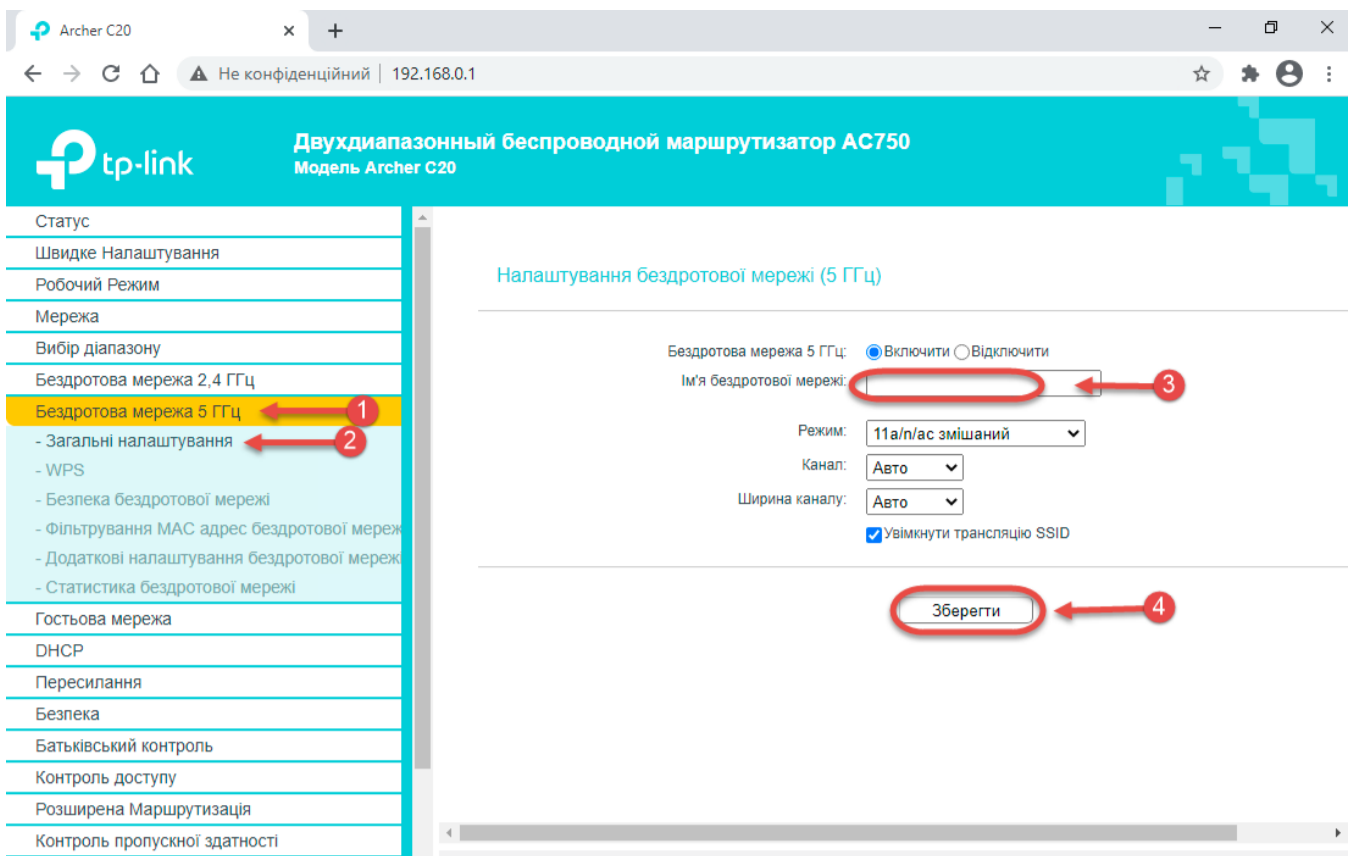 Archer C20
Не конфіденційний | 192.168.0.1
tp-link
Двухдиапазонный беспроводной маршрутизатор AC750
Модель Archer C20
Статус
Швидке Налаштування
Робочий Режим
Мережа
Вибір діапазону
Бездротова мережа 2,4 ГГц
Бездротова мережа 5 ГГц
1
- Загальні налаштування
2
- WPS
- Безпека бездротової мережі
- Фільтрування MAC адрес бездротової мереж
- Додаткові налаштування бездротової мережі
- Статистика бездротової мережі
Гостьова мережа
DHCP
Пересилання
Безпека
Батьківський контроль
Контроль доступу
Розширена Маршрутизація
Контроль пропускної здатності
Налаштування бездротової мережі (5 ГГц)
Бездротова мережа 5 ГГц: Включити Відключити
Ім'я бездротової мережі:
3
Режим: 11a/n/ac змішаний
Канал: Авто
Ширина каналу: Авто
Увімкнути трансляцію SSID
Зберегти
4